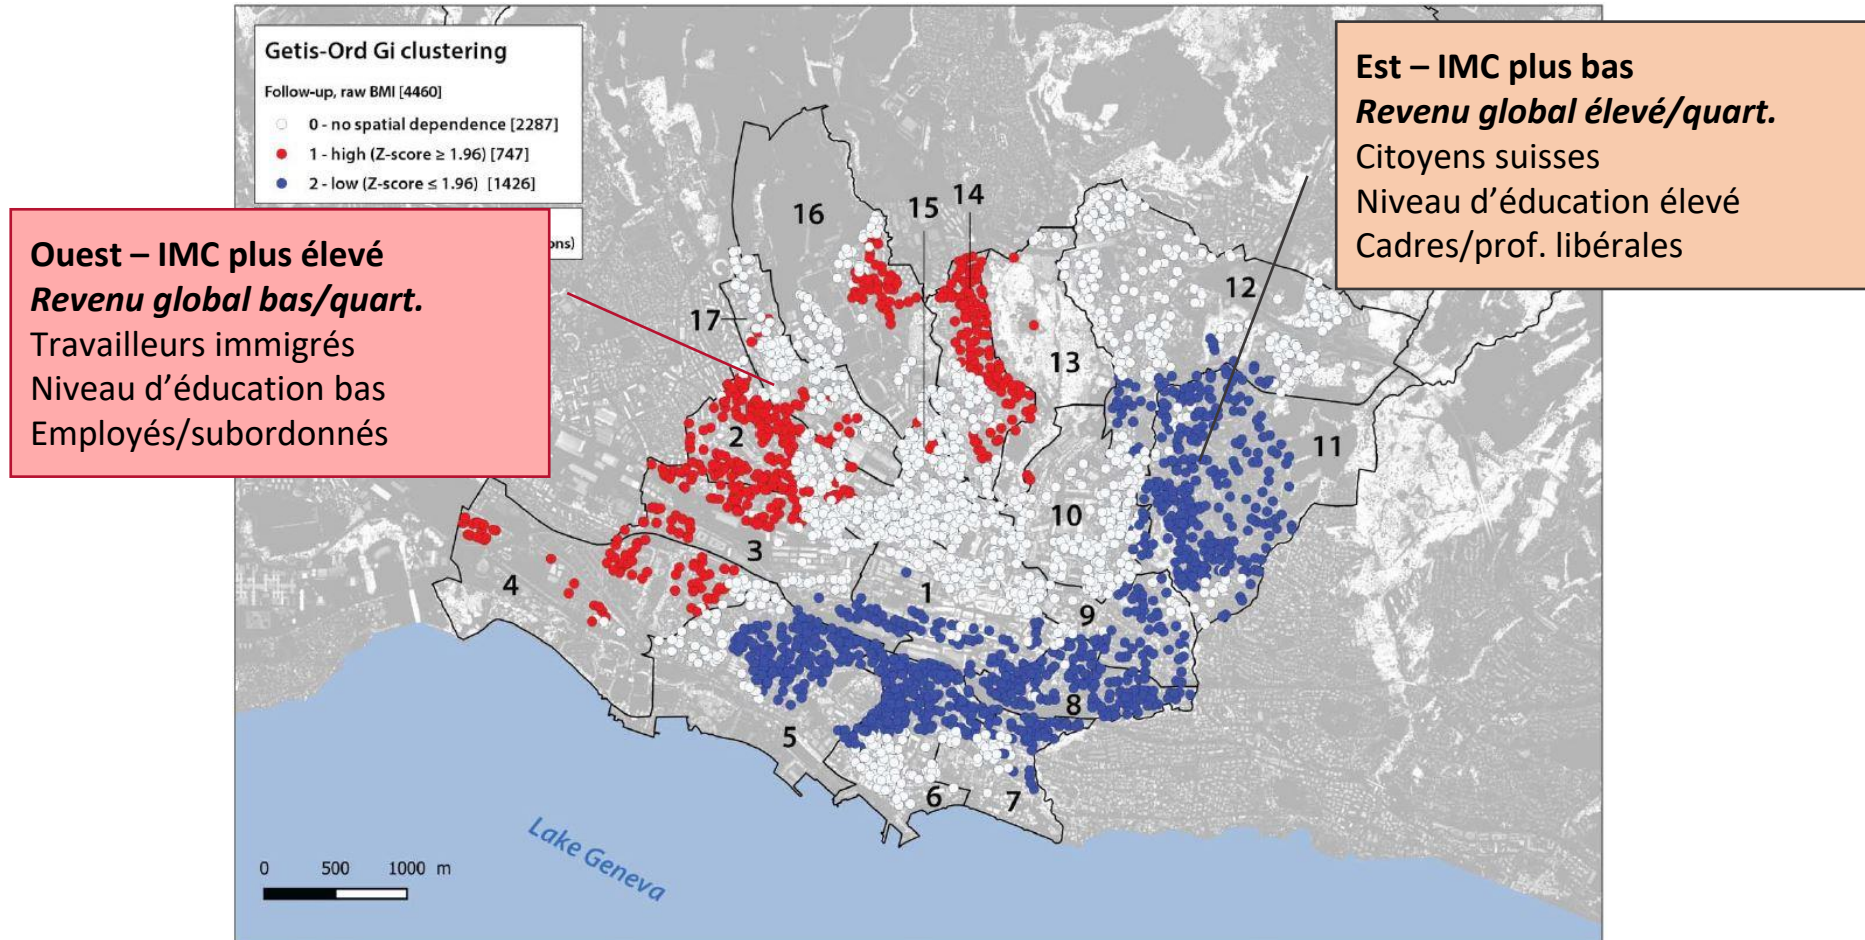 Getis-Ord Gi clustering
Follow-up, raw BMI [4460]
0 - no spatial dependence [2287]
1 - high (Z-score ≥ 1.96) [747]
2 - low (Z-score ≤ 1.96) [1426]
ons)
Ouest – IMC plus élevé
Revenu global bas/quart.
Travailleurs immigrés
Niveau d'éducation bas
Employés/subordonnés
Est – IMC plus bas
Revenu global élevé/quart.
Citoyens suisses
Niveau d'éducation élevé
Cadres/prof. libérales
14
15
16
12
17
13
2
11
10
3
4
1
9
8
5
6
7
Lake Geneva
0 500 1000 m